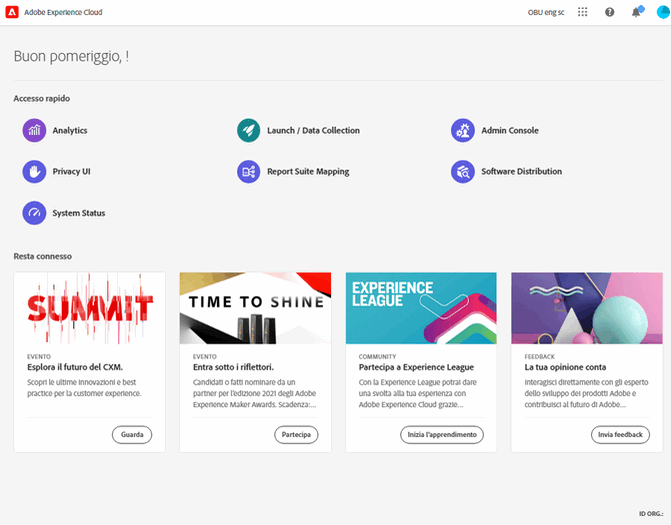 Adobe Experience Cloud
OBU eng sc
Buon pomeriggio, !
Accesso rapido
Analytics
Launch / Data Collection
Admin Console
Privacy UI
Report Suite Mapping
Software Distribution
System Status
Resta connesso
SUMMIT
EVENTO
Esplora il futuro del CXM.
Scopri le ultime innovazioni e best
practice per la customer experience.
Guarda
TIME TO SHINE
EVENTO
Entra sotto i riflettori.
Candidati o fatti nominare da un
partner per l'edizione 2021 degli Adobe
Experience Maker Awards. Scadenza:...
Partecipa
EXPERIENCE
LEAGUE
COMMUNITY
Partecipa a Experience League
Con la Experience League potrai dare
una svolta alla tua esperienza con
Adobe Experience Cloud grazie...
Inizia l'apprendimento
FEEDBACK
La tua opinione conta
Interagisci direttamente con gli esperto
dello sviluppo dei prodotti Adobe e
contribuisci al futuro di Adobe...
Invia feedback
ID ORG.: